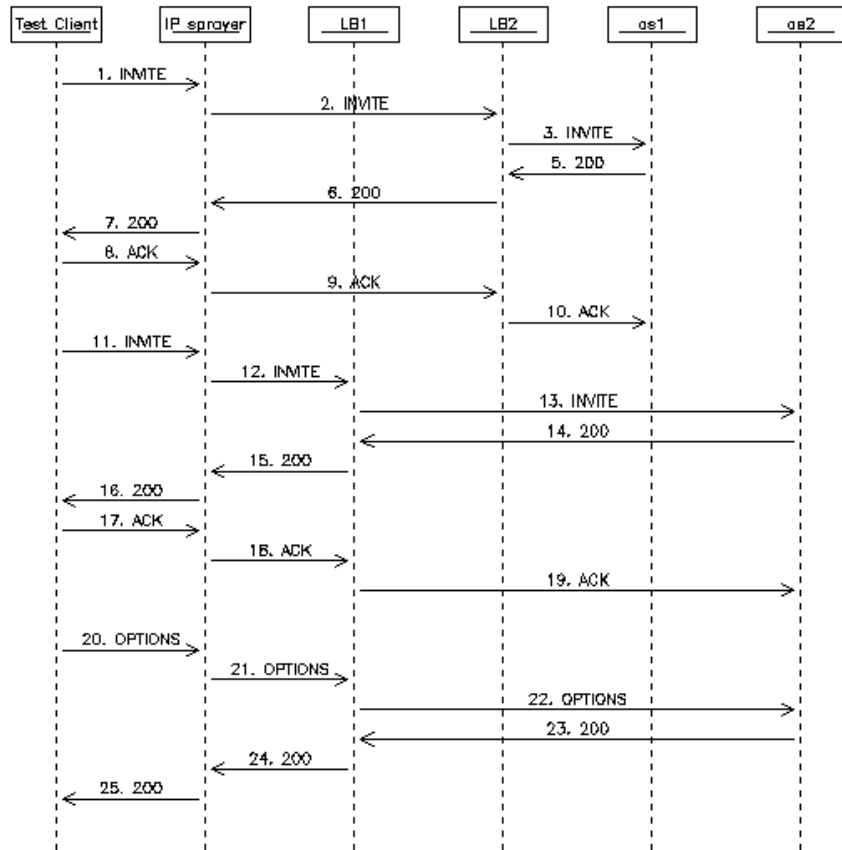 Test Client
IP sprayer
LB1
LB2
as1
as2
1. INVITE
2. INVITE
3. INVITE
5. 200
6. 200
7. 200
8. ACK
9. ACK
10. ACK
11. INVITE
12. INVITE
13. INVITE
14. 200
15. 200
16. 200
17. ACK
18. ACK
19. ACK
20. OPTIONS
21. OPTIONS
22. OPTIONS
23. 200
24. 200
25. 200